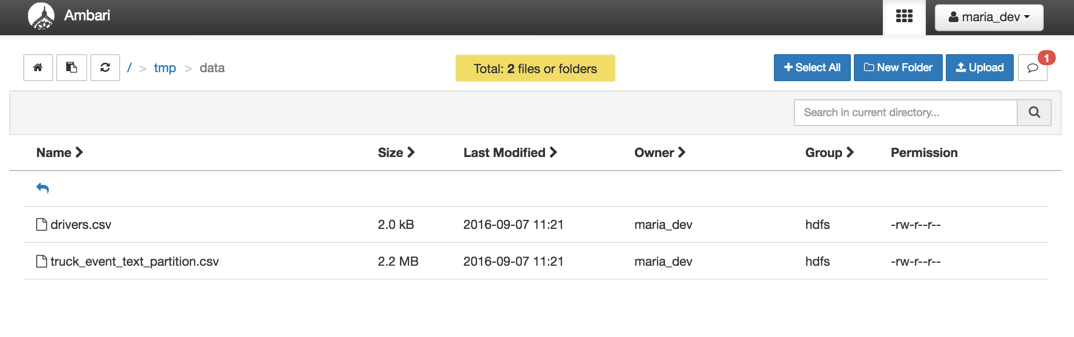 Ambari
maria_dev
/ > tmp > data
Total: 2 files or folders
Select All
New Folder
Upload
1
Search in current directory...
Name Size Last Modified Owner Group Permission
drivers.csv 2.0 kB 2016-09-07 11:21 maria_dev hdfs -rw-r--r--
truck_event_text_partition.csv 2.2 MB 2016-09-07 11:21 maria_dev hdfs -rw-r--r--